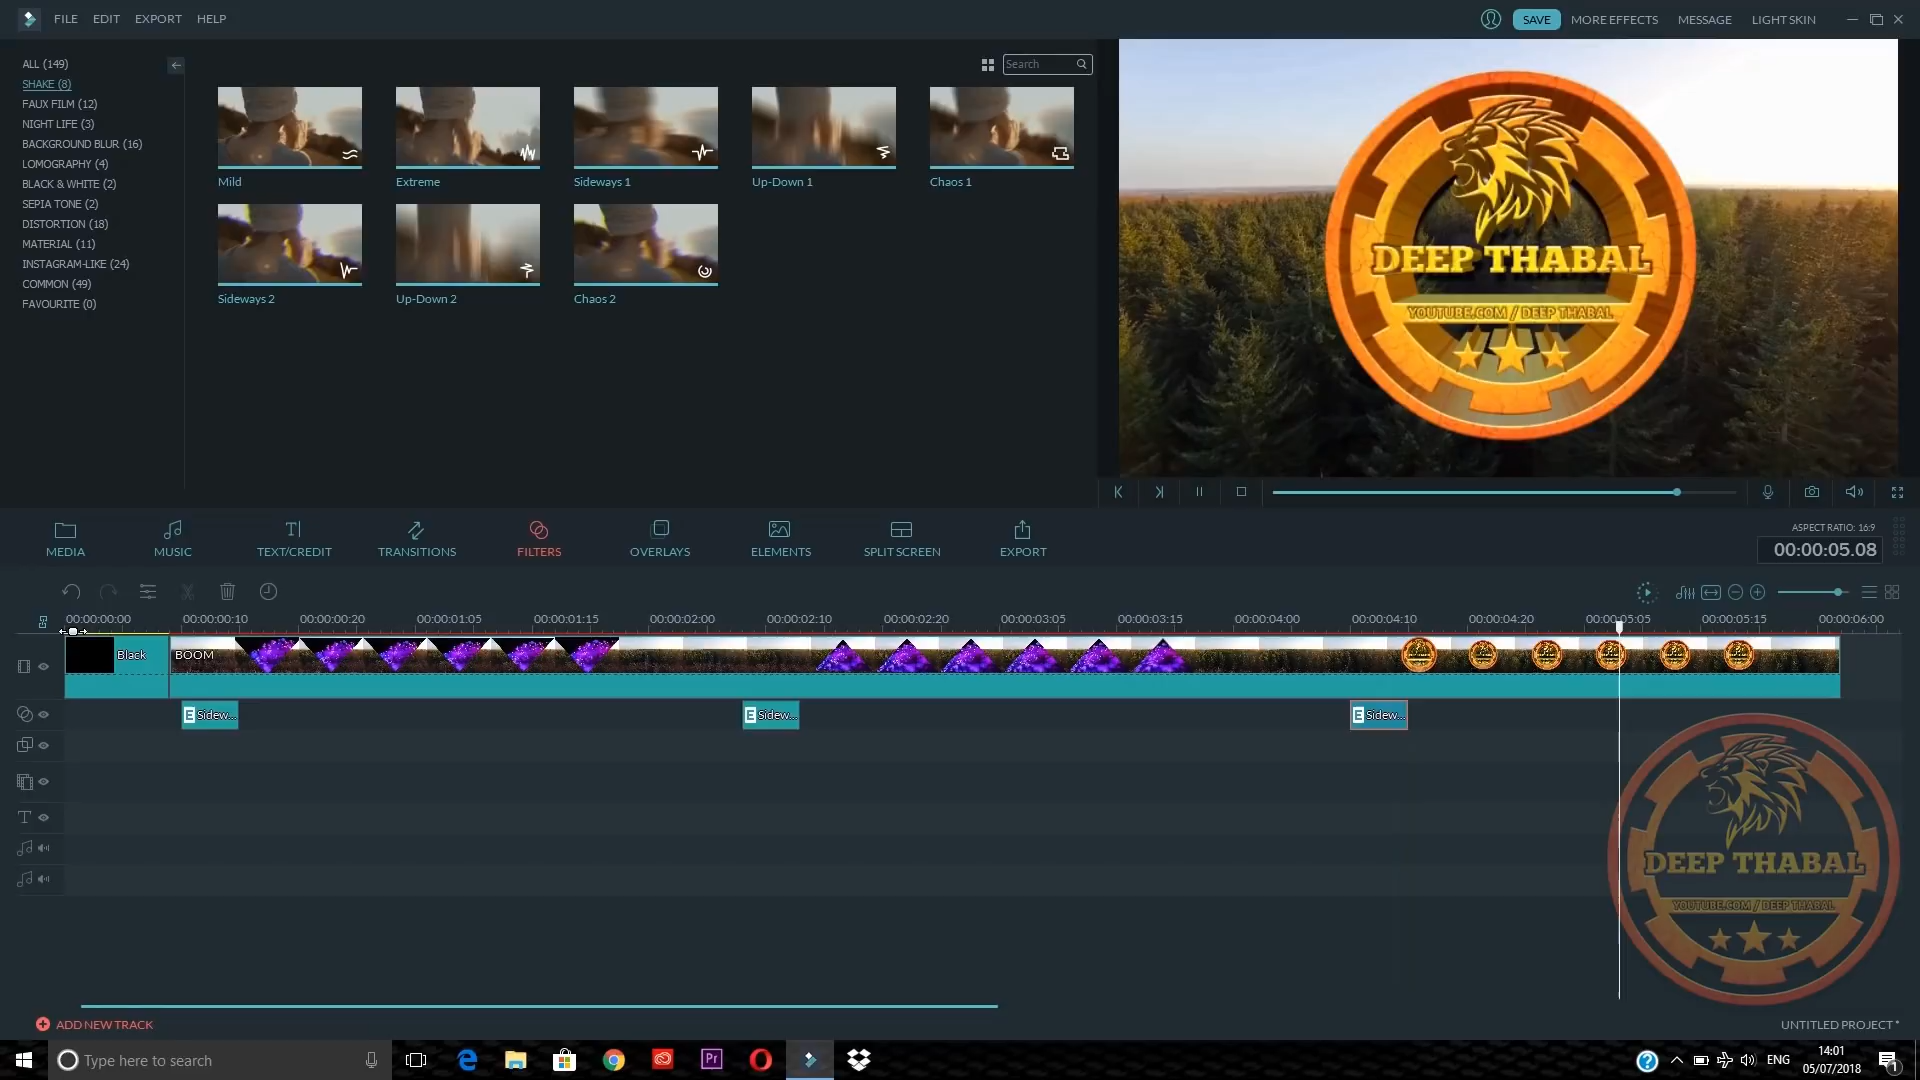 FILE EDIT EXPORT HELP
SAVE MORE EFFECTS MESSAGE LIGHT SKIN
ALL (149)
SHAKE (8)
FAUX FILM (12)
NIGHT LIFE (3)
BACKGROUND BLUR (16)
LOMOGRAPHY (4)
BLACK & WHITE (2)
SEPIA TONE (2)
DISTORTION (18)
MATERIAL (11)
INSTAGRAM-LIKE (24)
COMMON (49)
FAVOURITE (0)
Search
Mild Extreme Sideways 1 Up-Down 1 Chaos 1
Sideways 2 Up-Down 2 Chaos 2
DEEP THABAL
YOUTUBE.COM / DEEP THABAL
MEDIA MUSIC TEXT/CREDIT TRANSITIONS FILTERS OVERLAYS ELEMENTS SPLIT SCREEN EXPORT
ASPECT RATIO: 16:9
00:00:05.08
00:00:00:00 00:00:00:10 00:00:00:20 00:00:01:05 00:00:01:15 00:00:02:00 00:00:02:10 00:00:02:20 00:00:03:05 00:00:03:15 00:00:04:00 00:00:04:10 00:00:04:20 00:00:05:05 00:00:05:15 00:00:06:00
Black BOOM
E Sidew... E Sidew... E Sidew...
DEEP THABAL
YOUTUBE.COM / DEEP THABAL
ADD NEW TRACK
UNTITLED PROJECT *
Type here to search
Pr
ENG
14:01
05/07/2018
1